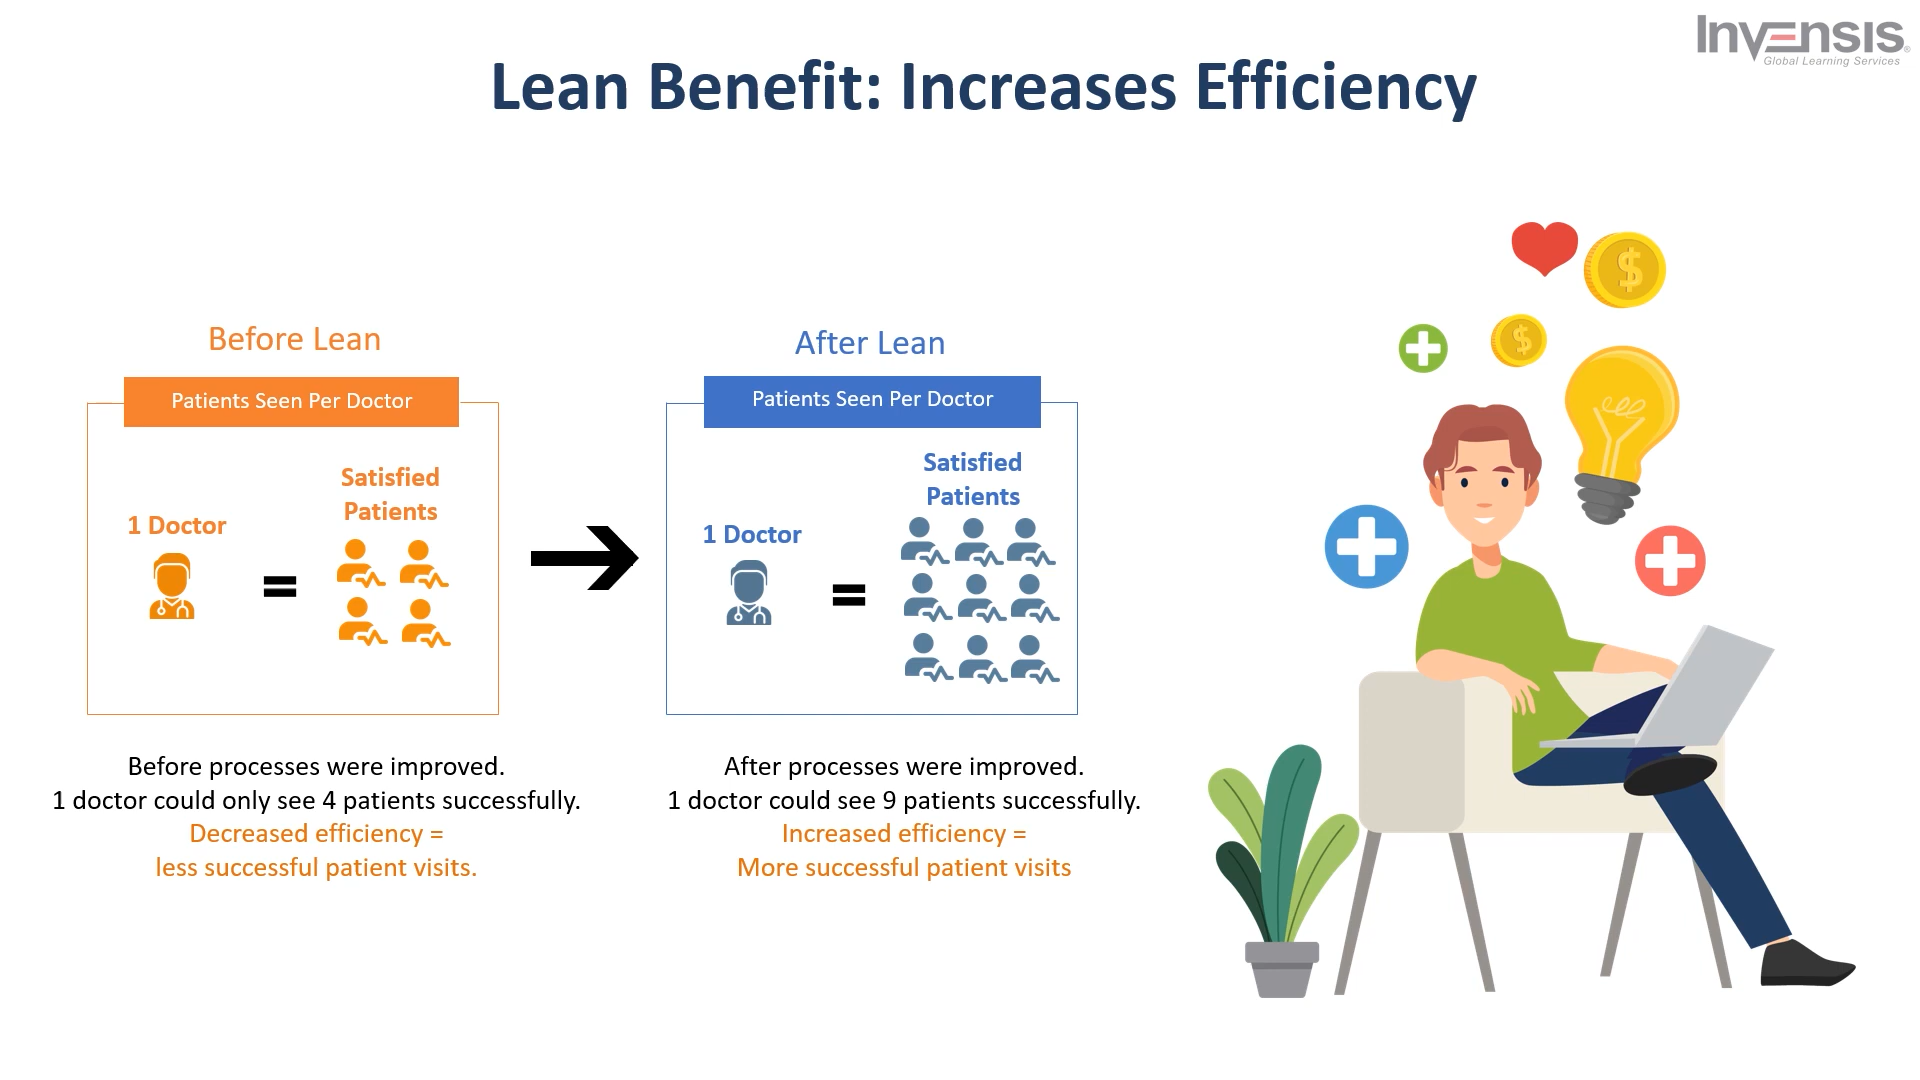 Invensis
Global Learning Services
Lean Benefit: Increases Efficiency
Before Lean
Patients Seen Per Doctor
1 Doctor
=
Satisfied
Patients
Before processes were improved.
1 doctor could only see 4 patients successfully.
Decreased efficiency =
less successful patient visits.
After Lean
Patients Seen Per Doctor
1 Doctor
=
Satisfied
Patients
After processes were improved.
1 doctor could see 9 patients successfully.
Increased efficiency =
More successful patient visits
$
$